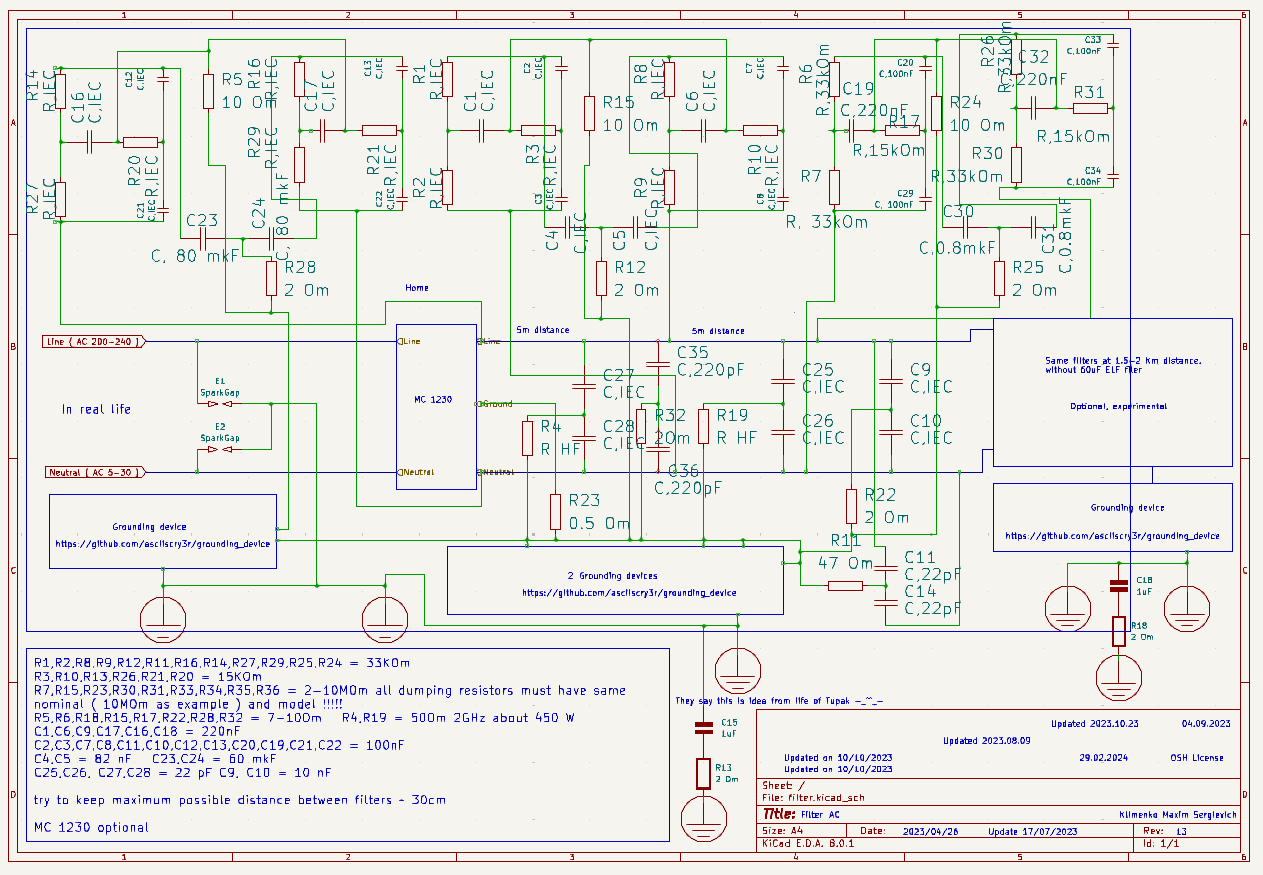 1 2 3 4 5 6
R14
R,IEC
C16
C,IEC
C12
C,IEC
R20
R,IEC
C21
C,IEC
R27
R,IEC
R5
10 Om
R16
R,IEC
C17
C,IEC
C13
C,IEC
R29
R,IEC
R21
R,IEC
C22
C,IEC
C23
C, 80 mkF
C24
C, 80 mkF
R28
2 Om
R1
R,IEC
C1
C,IEC
C2
C,IEC
R3
R,IEC
R2
R,IEC
C3
C,IEC
R15
10 Om
C4
C,IEC
C5
C,IEC
R12
2 Om
R8
R,IEC
C6
C,IEC
C7
C,IEC
R10
R,IEC
R9
R,IEC
C8
C,IEC
R6
R,33kOm
C19
C,220pF
C20
C,100nF
R17
R,15kOm
R7
R, 33kOm
C29
C, 100nF
R24
10 Om
R26
C32
C,220nF
C33
C,100nF
R31
R,15kOm
R30
R,33kOm
C34
C,100nF
C30
C,0.8mkF
C31
C,0.8mkF
R25
2 Om
Home
5m distance
5m distance
Line ( AC 200-240 )
Neutral ( AC 5-30 )
In real life
E1
SparkGap
E2
SparkGap
MC 1230
Line
Neutral
Line
Ground
Neutral
C27
C,IEC
C28
C,IEC
R4
R HF
R23
0.5 Om
C35
C,220pF
R32
20m
C36
C,220pF
R19
R HF
C25
C,IEC
C26
C,IEC
C9
C,IEC
C10
C,IEC
R22
2 Om
R11
47 Om
C11
C,22pF
C14
C,22pF
Same filters at 1.5-2 Km distance.
without 60uF ELF filer
Optional, experimental
Grounding device
https://github.com/asciiscry3r/grounding_device
2 Grounding devices
https://github.com/asciiscry3r/grounding_device
Grounding device
https://github.com/asciiscry3r/grounding_device
C18
1uF
R18
2 Om
R1,R2,R8,R9,R12,R11,R16,R14,R27,R29,R25,R24 = 33KOm
R3,R10,R13,R26,R21,R20 = 15KOm
R7,R15,R23,R30,R31,R33,R34,R35,R36 = 2-10MOm all dumping resistors must have same
nominal ( 10MOm as example ) and model !!!!!
R5,R6,R18,R15,R17,R22,R28,R32 = 7-10Om R4,R19 = 50Om 2GHz about 450 W
C1,C6,C9,C17,C16,C18 = 220nF
C2,C3,C7,C8,C11,C10,C12,C13,C20,C19,C21,C22 = 100nF
C4,C5 = 82 nF C23,C24 = 60 mkF
C25,C26, C27,C28 = 22 pF C9, C10 = 10 nF
try to keep maximum possible distance between filters - 30cm
MC 1230 optional
They say this is idea from life of Tupak -_^_-
C15
1uF
R13
2 Om
Updated 2023.10.23 04.09.2023
Updated 2023.08.09
Updated on 10/10/2023 29.02.2024 OSH License
Updated on 10/10/2023
Sheet: /
File: filter.kicad_sch
Title: Filter AC Klimenko Maxim Sergievich
Size: A4 Date: 2023/04/26 Update 17/07/2023 Rev: 13
KiCad E.D.A. 8.0.1 Id: 1/1
A
B
C
D
A
B
C
D
1 2 3 4 5 6